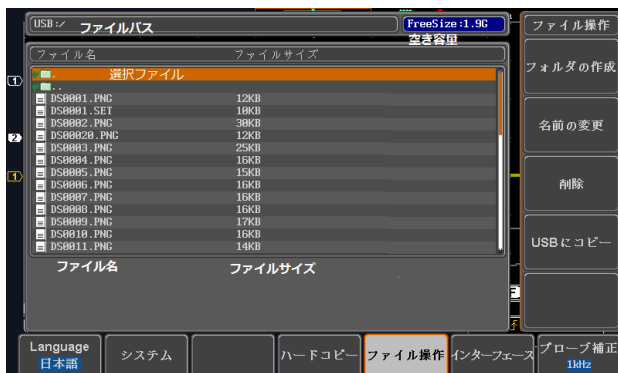 USB:/ ファイルパス
FreeSize:1.9G
空き容量
ファイル操作
ファイル名 ファイルサイズ
. 選択ファイル
..
DS0001.PNG 12KB
DS0001.SET 10KB
DS0002.PNG 30KB
DS00020.PNG 12KB
DS0003.PNG 25KB
DS0004.PNG 16KB
DS0005.PNG 15KB
DS0006.PNG 16KB
DS0007.PNG 16KB
DS0008.PNG 16KB
DS0009.PNG 17KB
DS0010.PNG 16KB
DS0011.PNG 14KB
ファイル名 ファイルサイズ
フォルダの作成
名前の変更
削除
USBにコピー
1
2
1
Language
日本語
システム
ハードコピー
ファイル操作
インターフェース
プローブ補正
1kHz